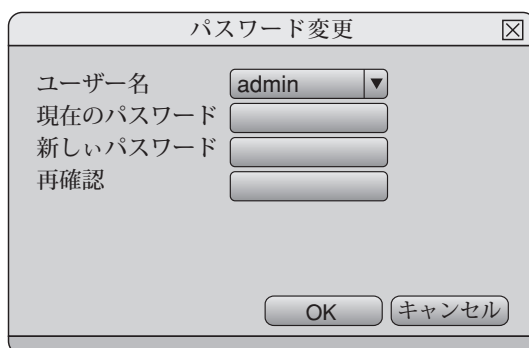 パスワード変更
ユーザー名 admin
現在のパスワード
新しぃパスワード
再確認
OK キャンセル